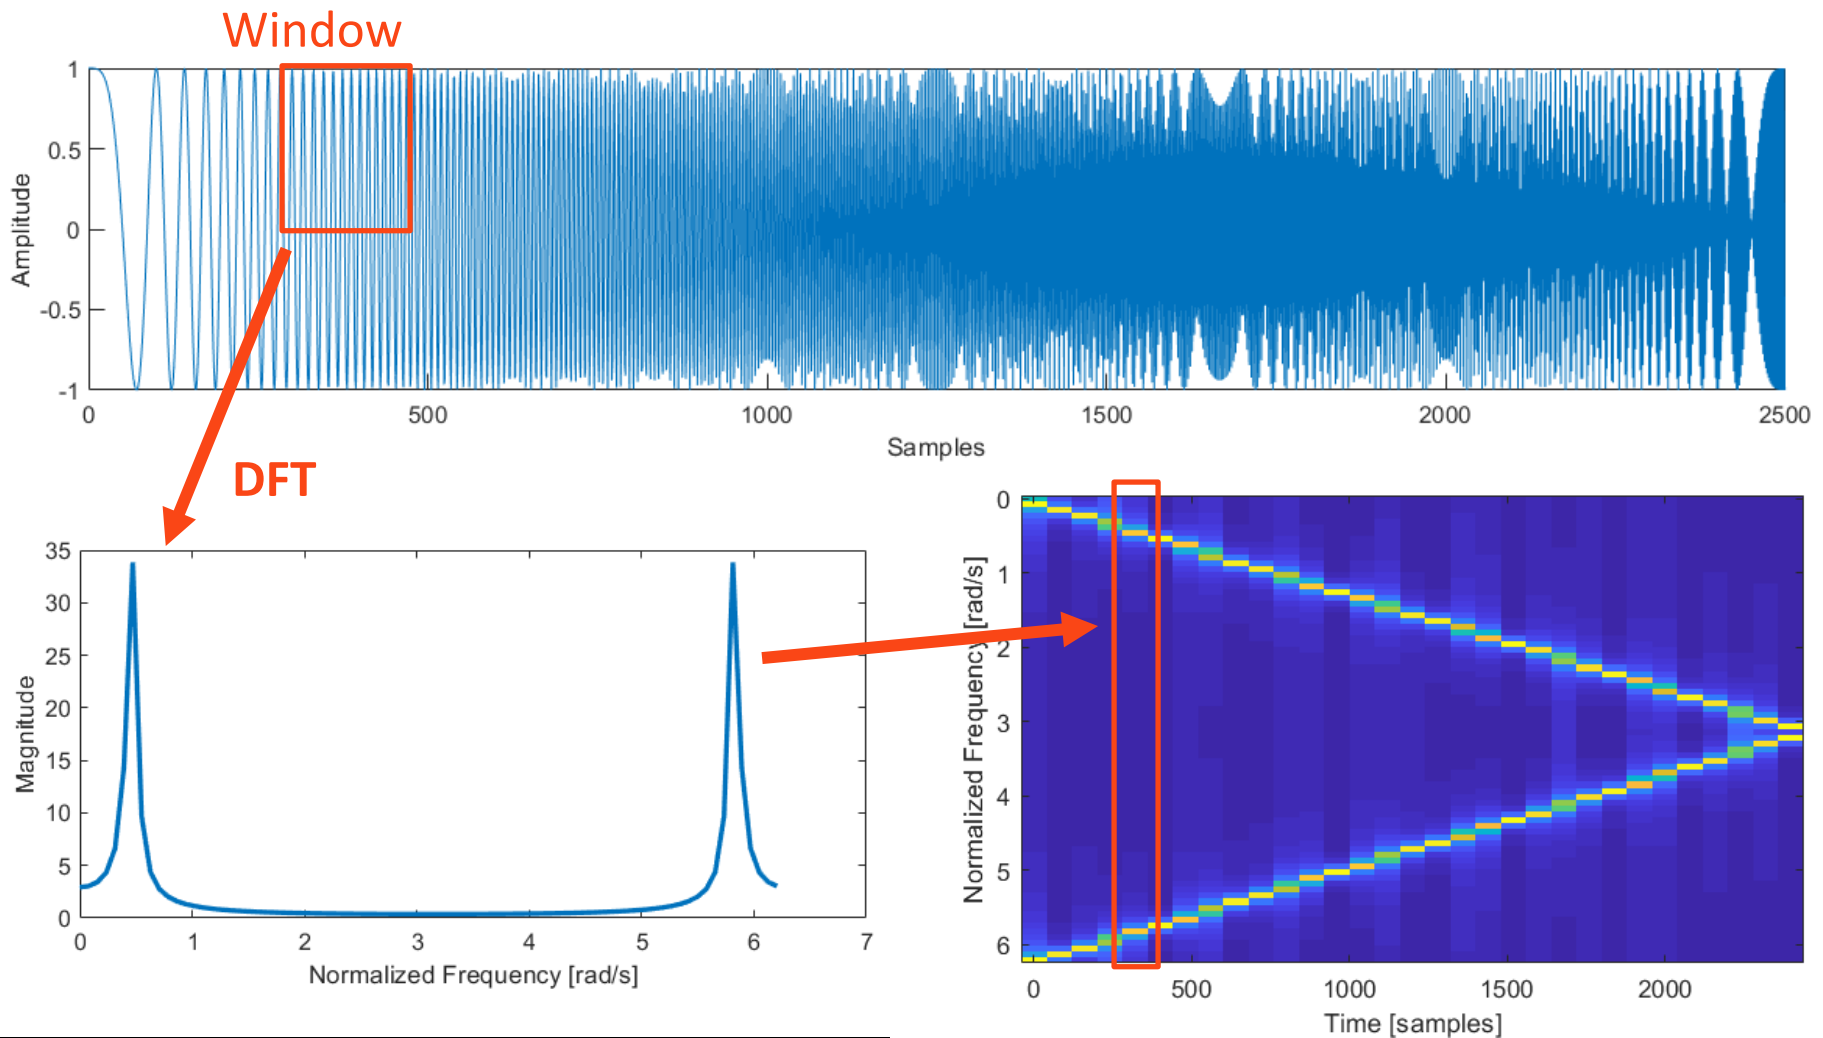 Window
1
0.5
0
-0.5
-1
Amplitude
0 500 1000 1500 2000 2500
Samples
DFT
35
30
25
20
15
10
5
0
Magnitude
0 1 2 3 4 5 6 7
Normalized Frequency [rad/s]
0
1
2
3
4
5
6
Normalized Frequency [rad/s]
0 500 1000 1500 2000
Time [samples]